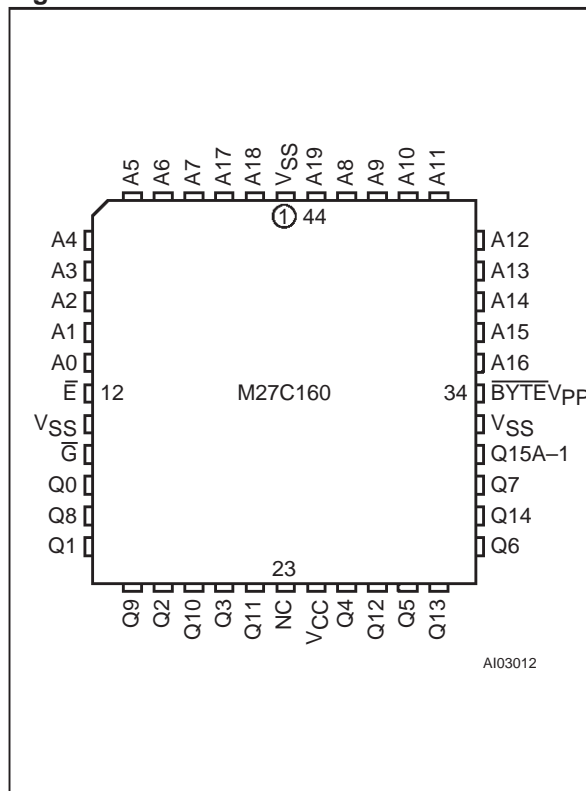 A5 A6 A7 A17 A18 VSS A19 A8 A9 A10 A11
1 44
A4
A3
A2
A1
A0
E̅ 12
VSS
G̅
Q0
Q8
Q1
M27C160
A12
A13
A14
A15
A16
34 B̅Y̅T̅E̅VPP
VSS
Q15A–1
Q7
Q14
Q6
23
Q9 Q2 Q10 Q3 Q11 NC VCC Q4 Q12 Q5 Q13
AI03012